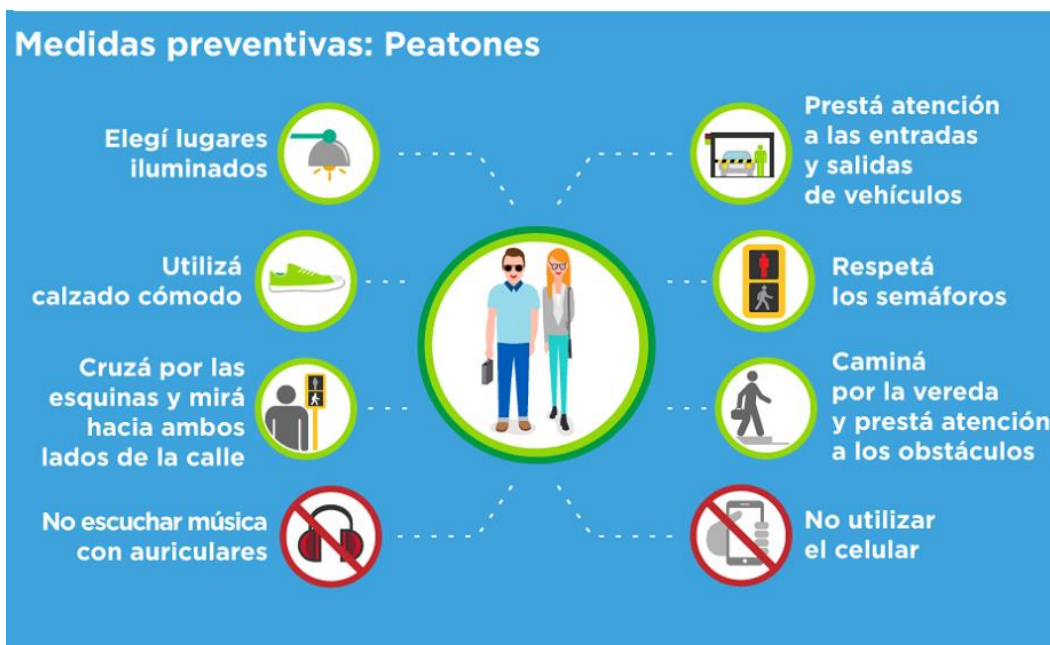 Medidas preventivas: Peatones
Elegí lugares
iluminados
Utilizá
calzado cómodo
Cruzá por las
esquinas y mirá
hacia ambos
lados de la calle
No escuchar música
con auriculares
Prestá atención
a las entradas
y salidas
de vehículos
Respetá
los semáforos
Caminá
por la vereda
y prestá atención
a los obstáculos
No utilizar
el celular